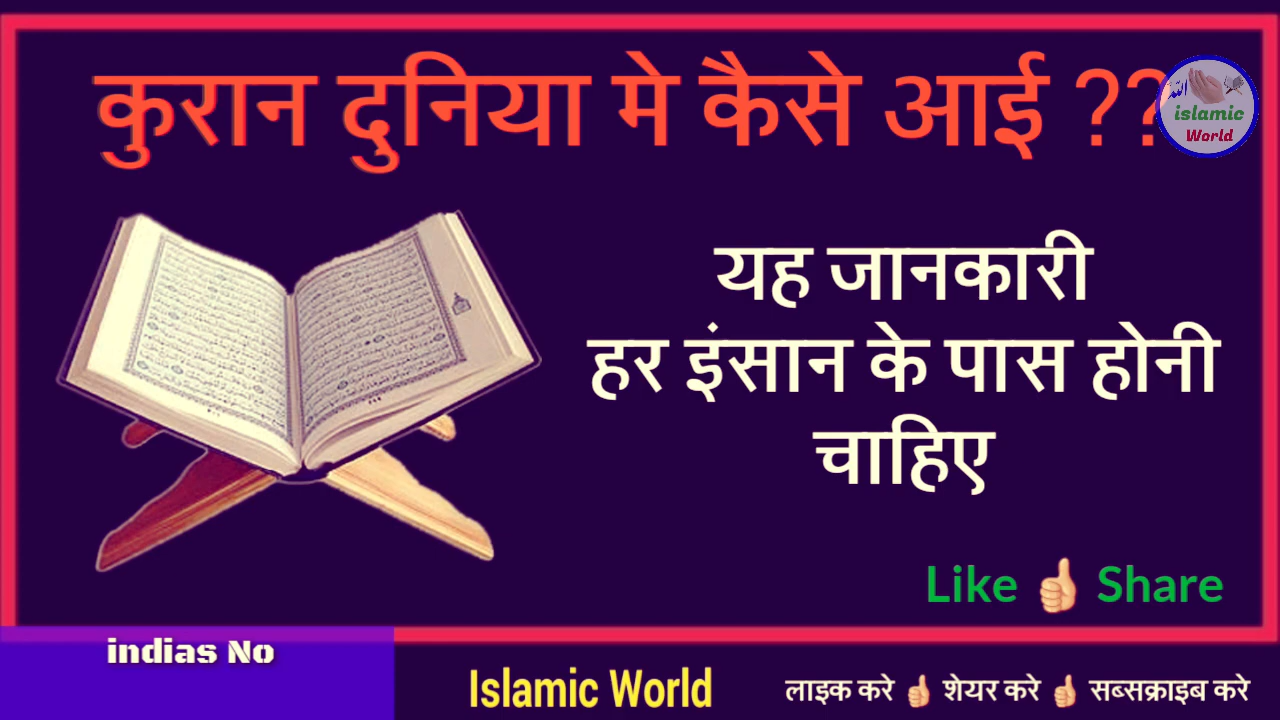 कुरान दुनिया मे कैसे आई ??
islamic
World
यह जानकारी
हर इंसान के पास होनी
चाहिए
Like 👍🏻 Share
indias No
Islamic World
लाइक करे 👍🏻 शेयर करे 👍🏻 सब्सक्राइब करे